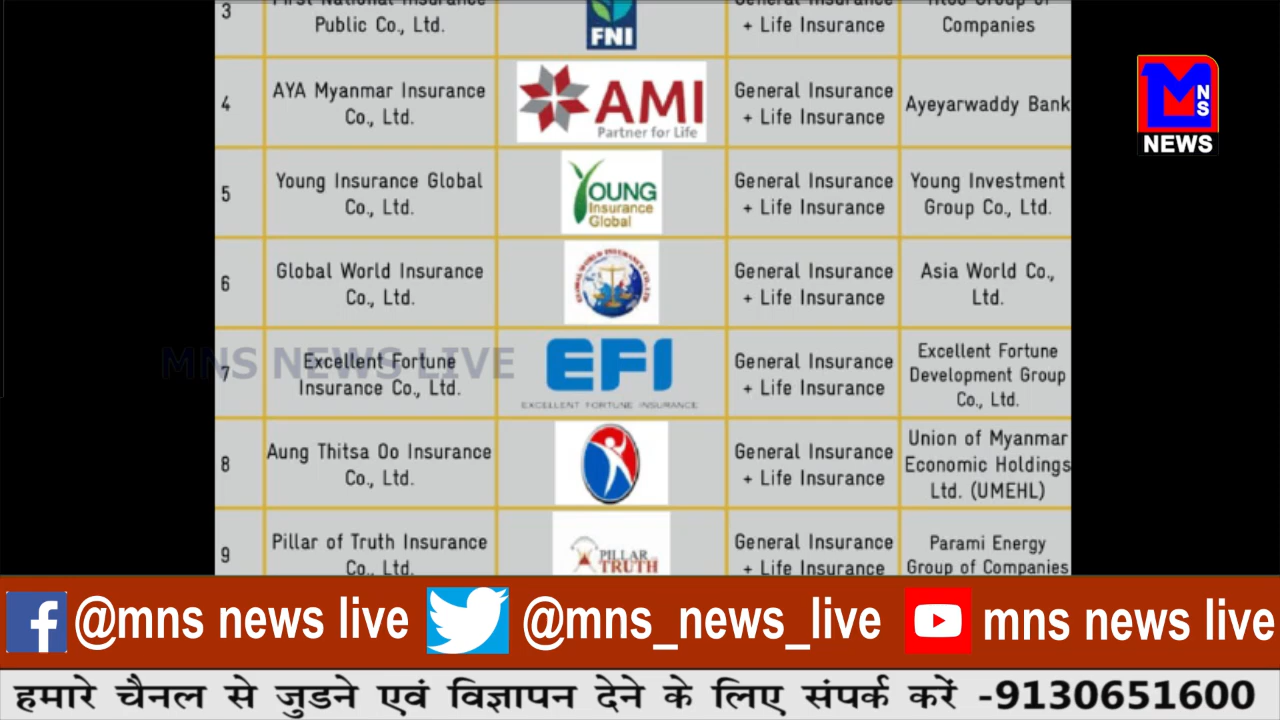 3
Public Co., Ltd.
FNI
+ Life Insurance
Companies
4
AYA Myanmar Insurance
Co., Ltd.
AMI
Partner for Life
General Insurance
+ Life Insurance
Ayeyarwaddy Bank
5
Young Insurance Global
Co., Ltd.
YOUNG
Insurance
Global
General Insurance
+ Life Insurance
Young Investment
Group Co., Ltd.
6
Global World Insurance
Co., Ltd.
GLOBAL WORLD INSURANCE CO.,LTD
General Insurance
+ Life Insurance
Asia World Co.,
Ltd.
7
Excellent Fortune
Insurance Co., Ltd.
EFI
EXCELLENT FORTUNE INSURANCE
General Insurance
+ Life Insurance
Excellent Fortune
Development Group
Co., Ltd.
8
Aung Thitsa Oo Insurance
Co., Ltd.
General Insurance
+ Life Insurance
Union of Myanmar
Economic Holdings
Ltd. (UMEHL)
9
Pillar of Truth Insurance
Co., Ltd.
PILLAR
TRUTH
General Insurance
+ Life Insurance
Parami Energy
Group of Companies
MNS NEWS LIVE
M
NS
NEWS
@mns news live
@mns_news_live
mns news live
हमारे चैनल से जुडने एवं विज्ञापन देने के लिए संपर्क करें -9130651600